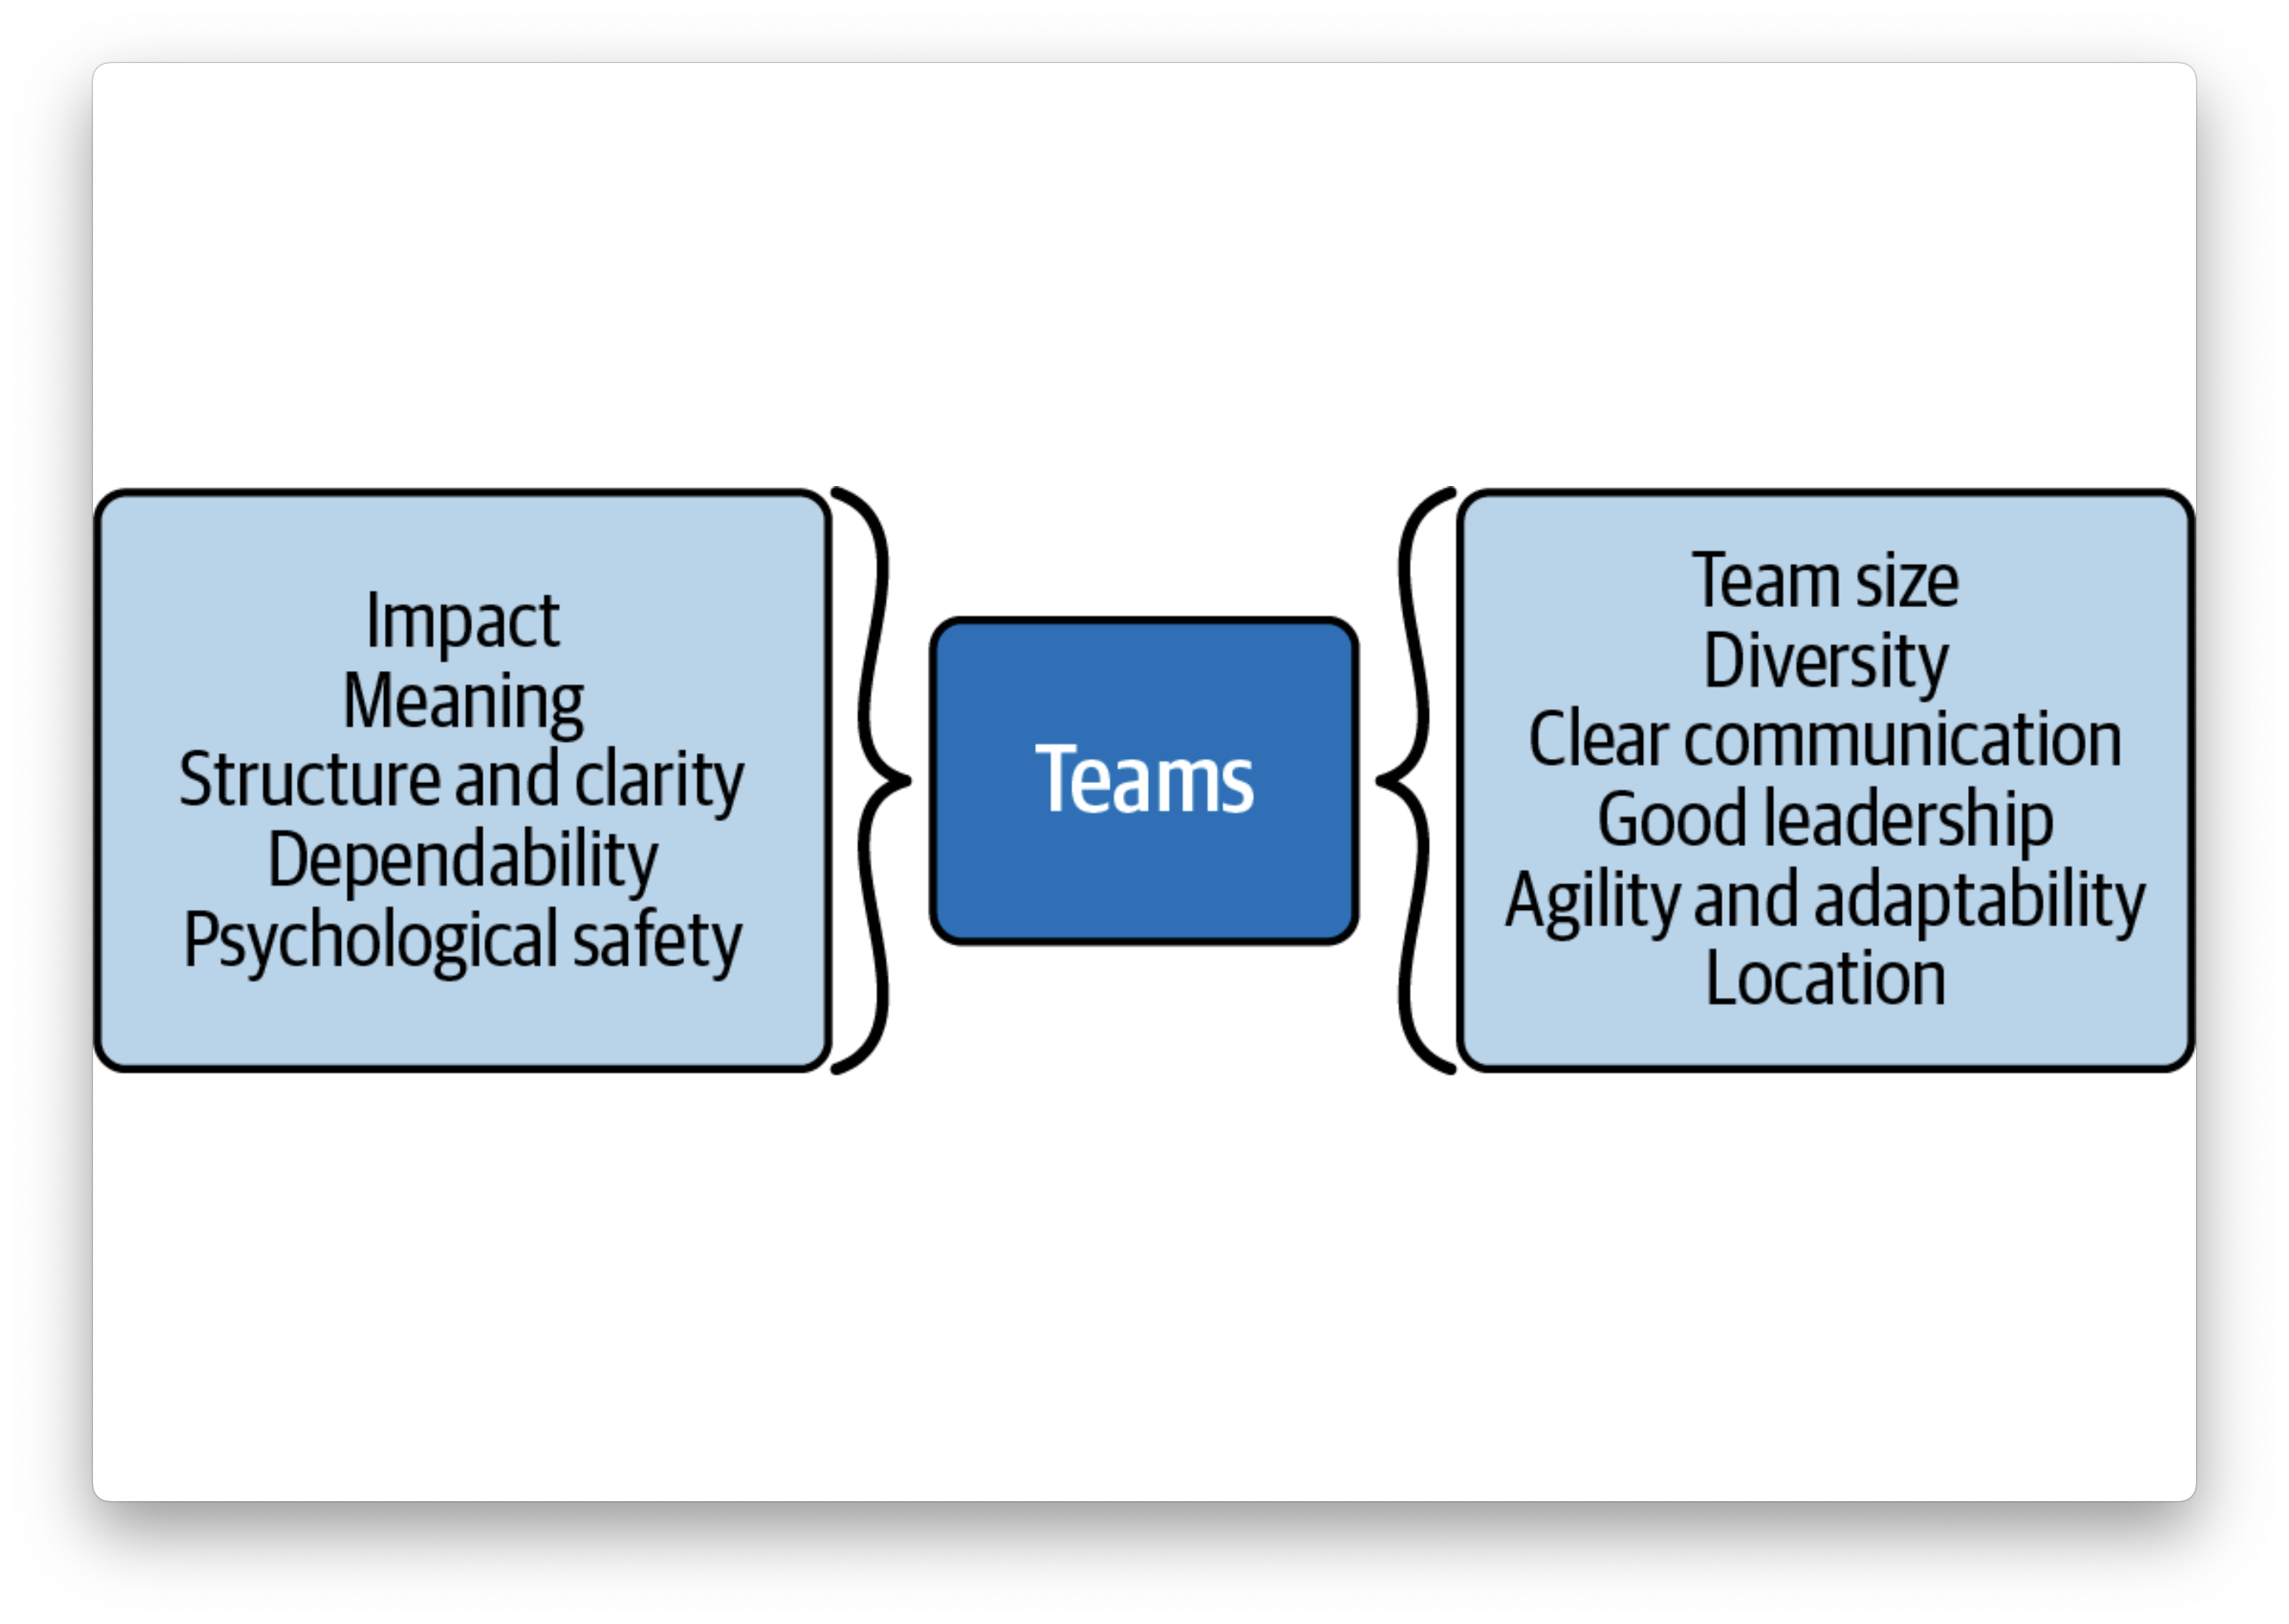 Impact
Meaning
Structure and clarity
Dependability
Psychological safety
Teams
Team size
Diversity
Clear communication
Good leadership
Agility and adaptability
Location